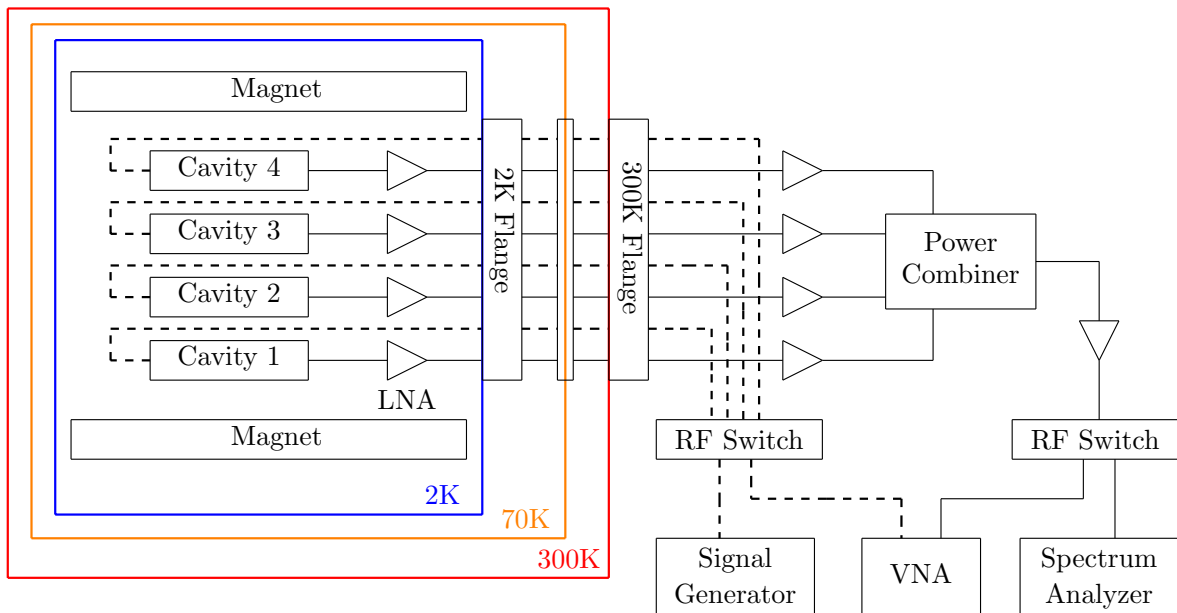 Magnet
Cavity 4
Cavity 3
Cavity 2
Cavity 1
LNA
Magnet
2K
70K
300K
2K Flange
300K Flange
Power
Combiner
RF Switch
RF Switch
Signal
Generator
VNA
Spectrum
Analyzer